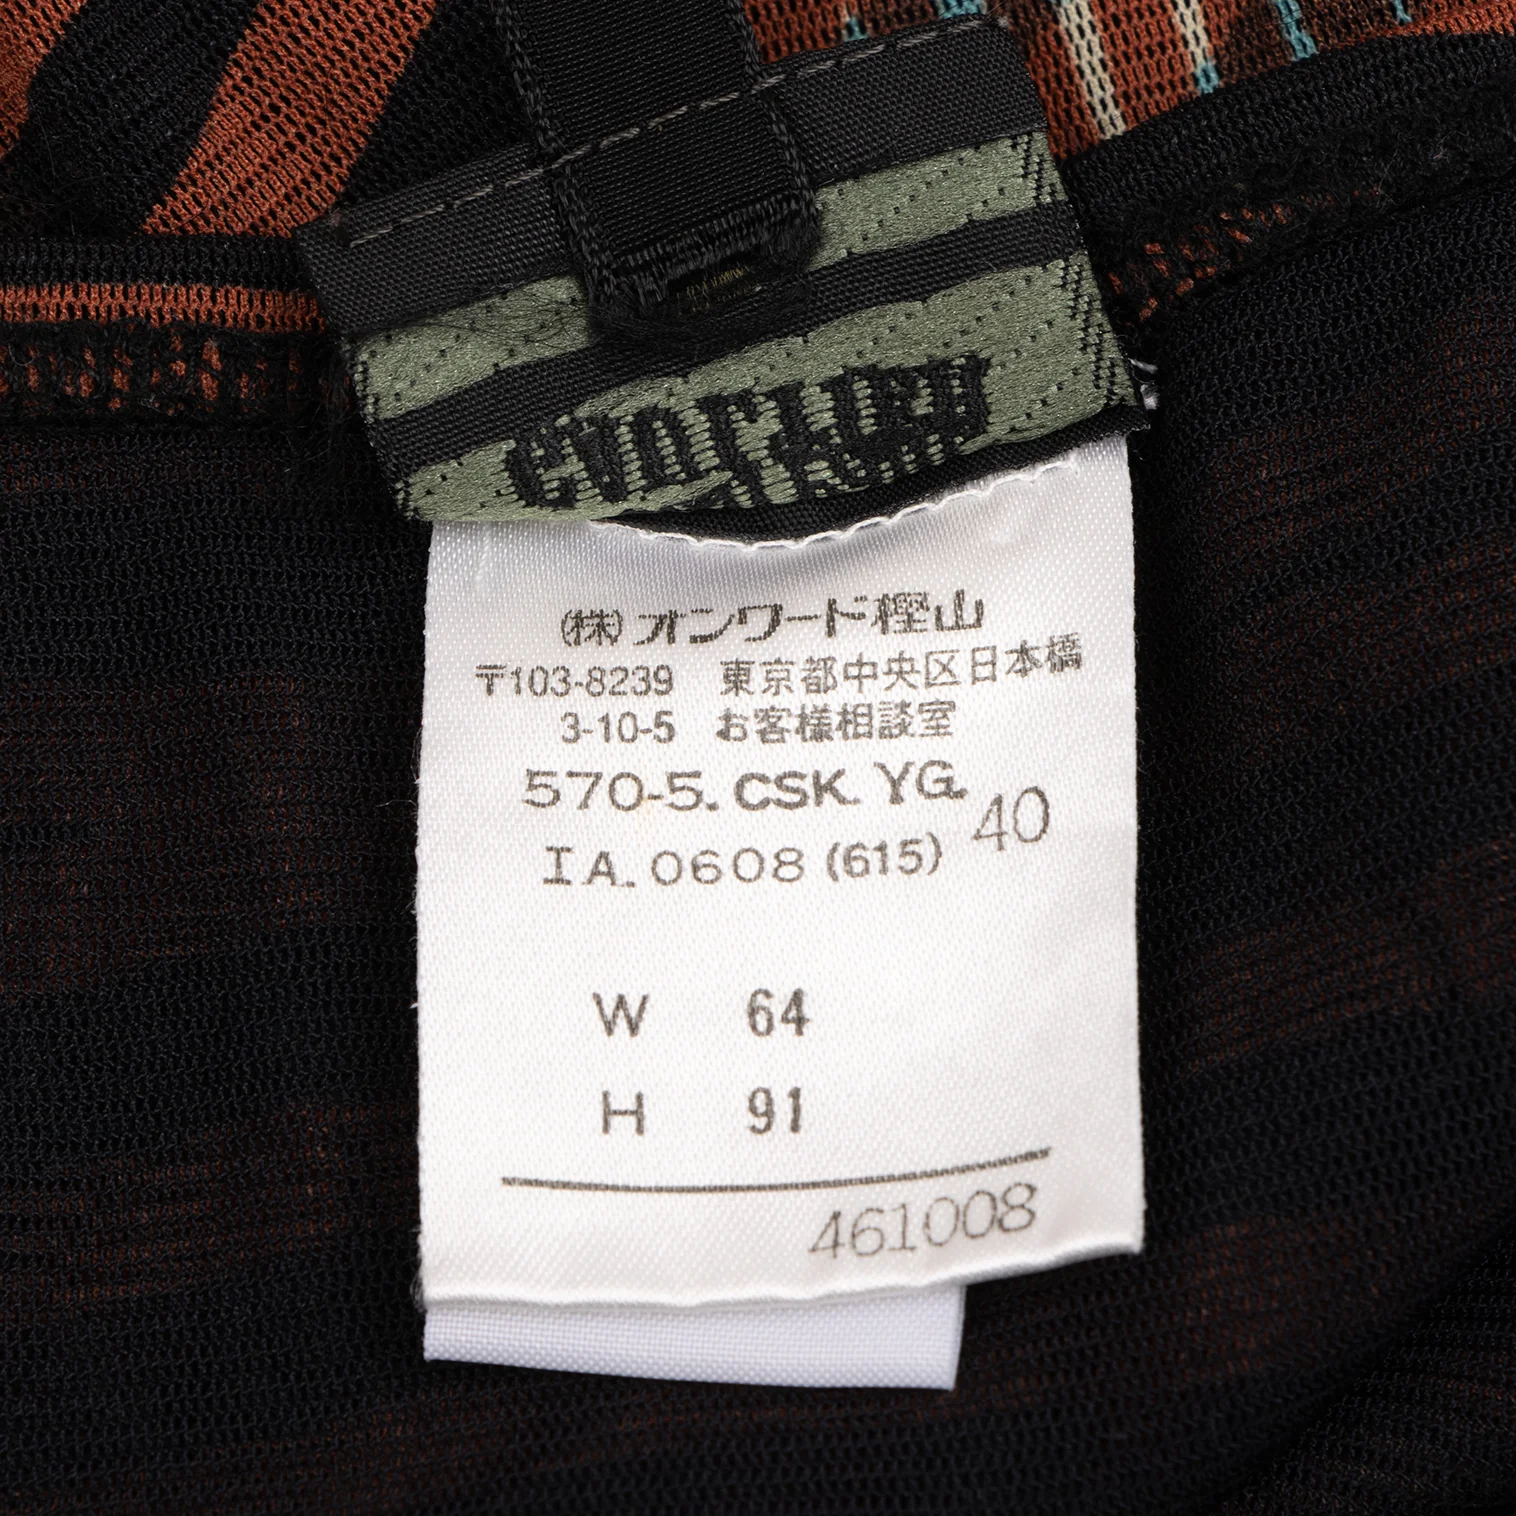 (株)オンワード樫山
〒103-8239 東京都中央区日本橋
3-10-5 お客様相談室
570-5. CSK. YG.
40
IA. 0608 (615)
W 64
H 91
461008